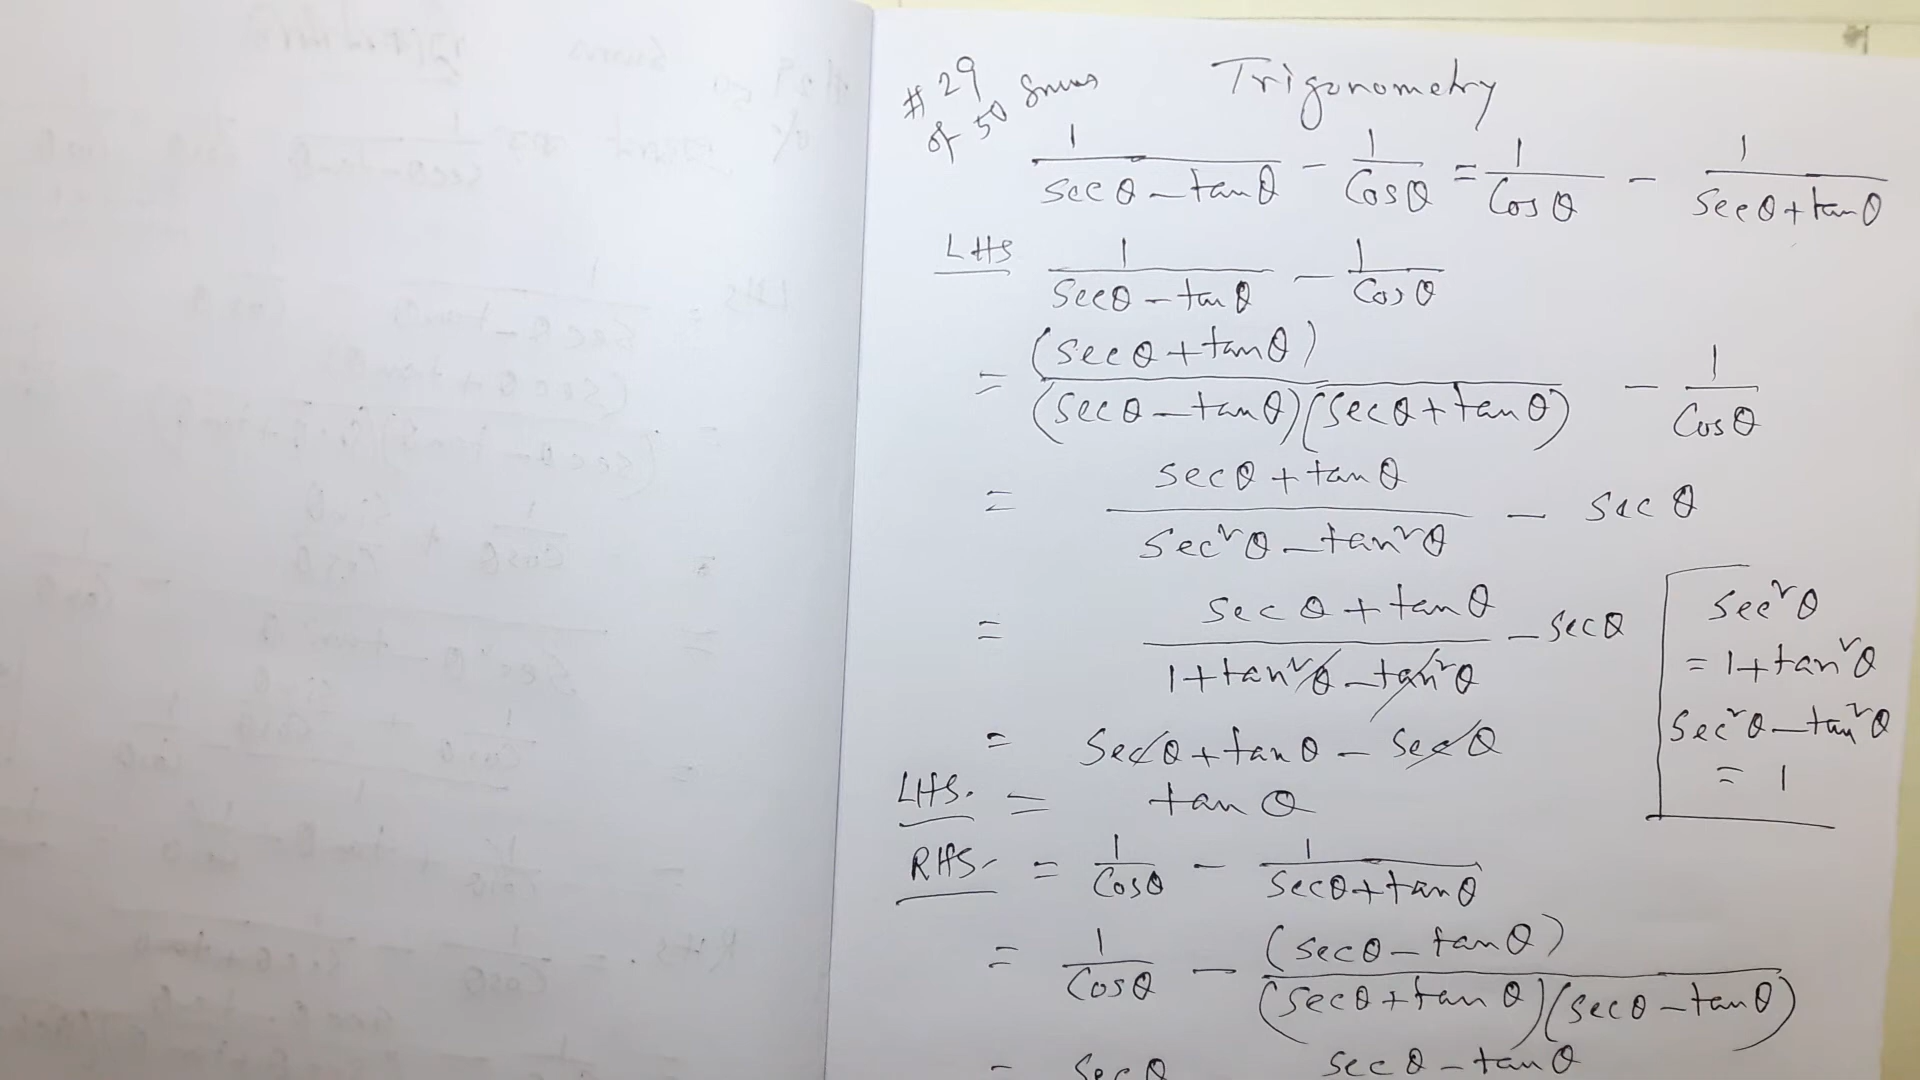 #29 of 50 Sums
Trigonometry
1/(secθ - tanθ) - 1/Cosθ = 1/Cosθ - 1/(secθ + tanθ)
LHS 1/(secθ - tanθ) - 1/Cosθ
= (secθ + tanθ)/((secθ - tanθ)(secθ + tanθ)) - 1/Cosθ
= (secθ + tanθ)/(sec²θ - tan²θ) - secθ
= (secθ + tanθ)/(1 + tan²θ - tan²θ) - secθ
sec²θ
= 1 + tan²θ
sec²θ - tan²θ
= 1
= secθ + tanθ - secθ
LHS. = tanθ
RHS- = 1/Cosθ - 1/(secθ + tanθ)
= 1/Cosθ - (secθ - tanθ)/((secθ + tanθ)(secθ - tanθ))
= secθ secθ - tanθ